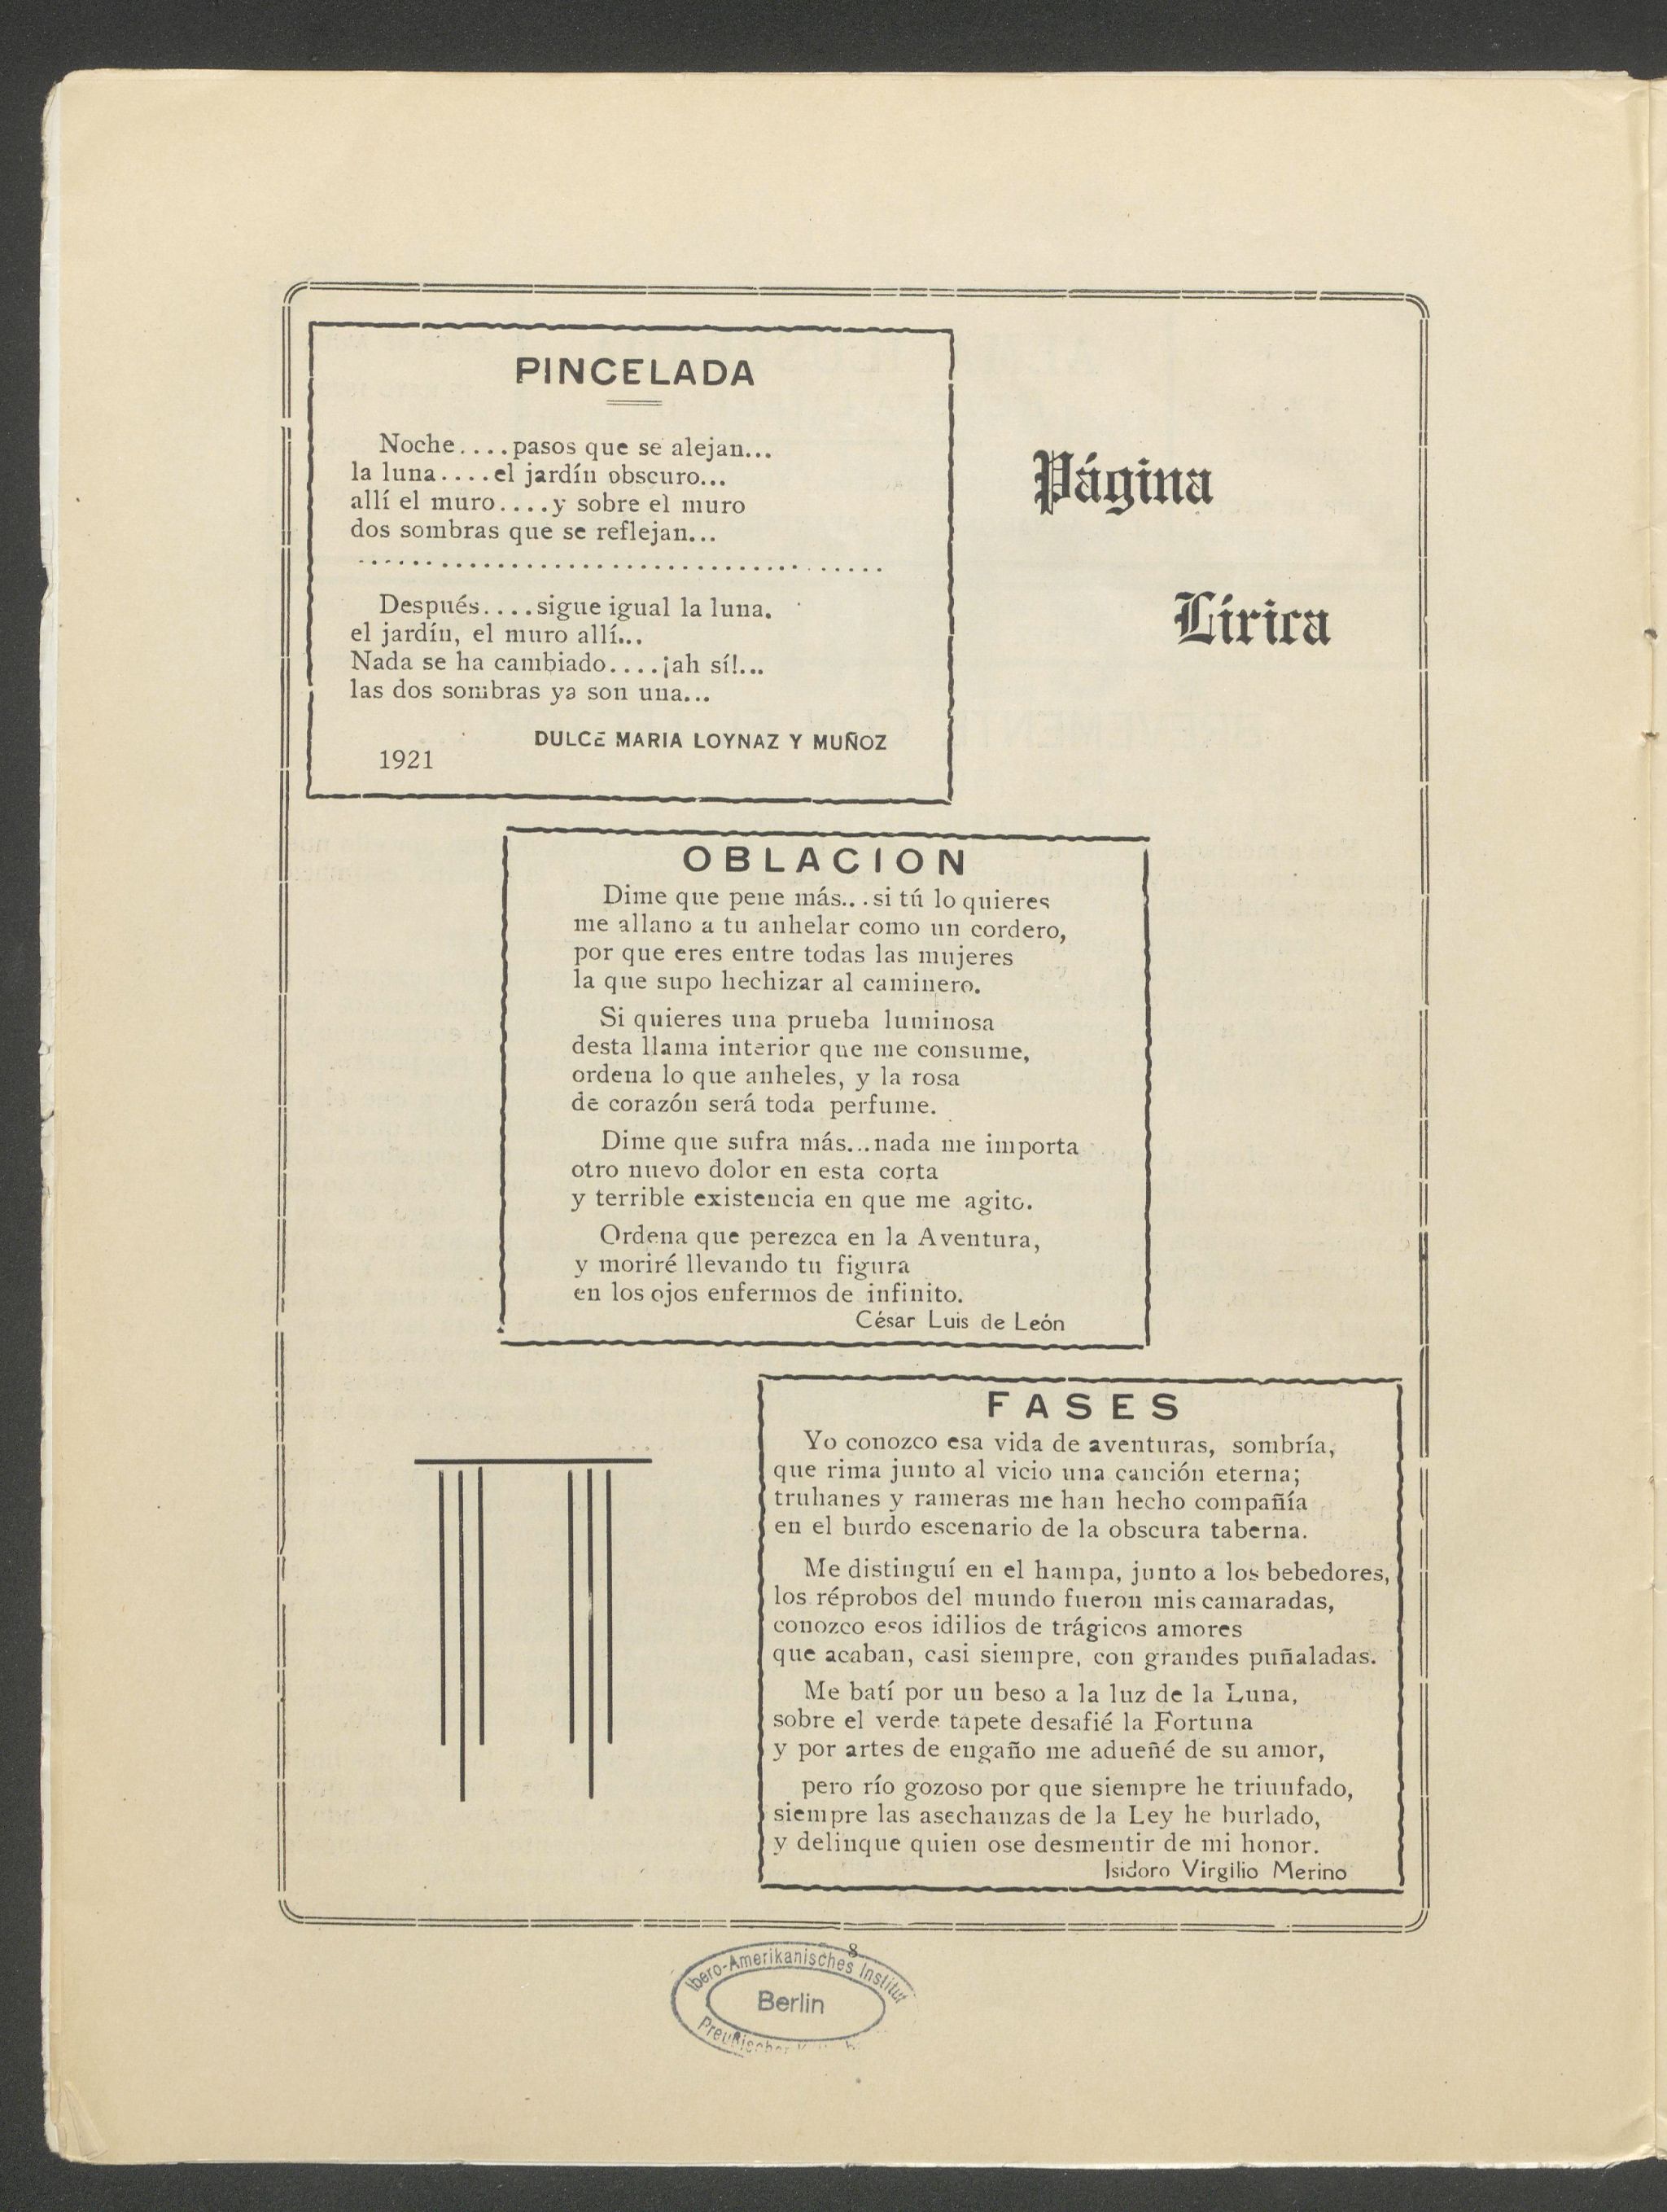 Página
Lírica
PINCELADA
Noche....pasos que se alejan...
la luna....el jardín obscuro...
allí el muro....y sobre el muro
dos sombras que se reflejan...
......................................
Después....sigue igual la luna.
el jardín, el muro allí...
Nada se ha cambiado....¡ah sí!...
las dos sombras ya son una...
DULCE MARIA LOYNAZ Y MUÑOZ
1921
OBLACION
Dime que pene más...si tú lo quieres
me allano a tu anhelar como un cordero,
por que eres entre todas las mujeres
la que supo hechizar al caminero.
Si quieres una prueba luminosa
desta llama interior que me consume,
ordena lo que anheles, y la rosa
de corazón será toda perfume.
Dime que sufra más...nada me importa
otro nuevo dolor en esta corta
y terrible existencia en que me agito.
Ordena que perezca en la Aventura,
y moriré llevando tu figura
en los ojos enfermos de infinito.
César Luis de León
FASES
Yo conozco esa vida de aventuras, sombría,
que rima junto al vicio una canción eterna;
truhanes y rameras me han hecho compañía
en el burdo escenario de la obscura taberna.
Me distinguí en el hampa, junto a los bebedores,
los réprobos del mundo fueron mis camaradas,
conozco esos idilios de trágicos amores
que acaban, casi siempre, con grandes puñaladas.
Me batí por un beso a la luz de la Luna,
sobre el verde tapete desafié la Fortuna
y por artes de engaño me adueñé de su amor,
pero río gozoso por que siempre he triunfado,
siempre las asechanzas de la Ley he burlado,
y delinque quien ose desmentir de mi honor.
Isidoro Virgilio Merino
8
Ibero-Amerikanisches Institut
Berlin
Preußischer